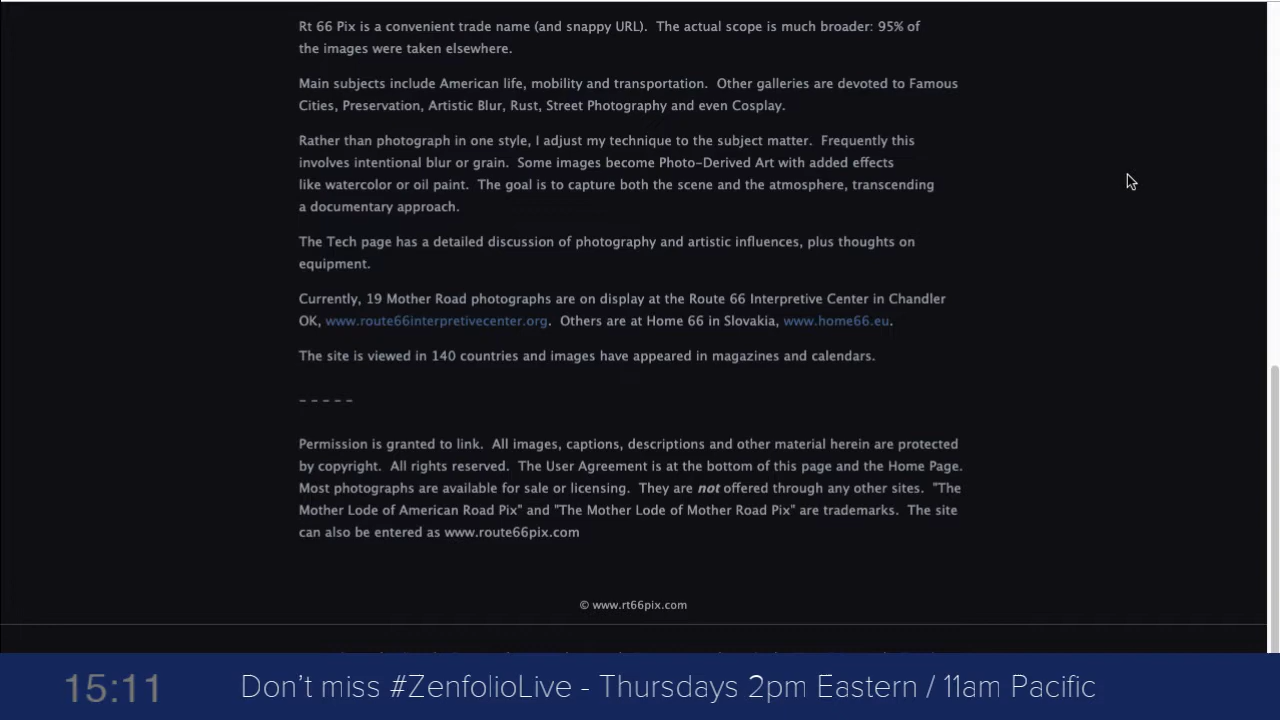 Rt 66 Pix is a convenient trade name (and snappy URL).  The actual scope is much broader: 95% of
the images were taken elsewhere.
Main subjects include American life, mobility and transportation.  Other galleries are devoted to Famous
Cities, Preservation, Artistic Blur, Rust, Street Photography and even Cosplay.
Rather than photograph in one style, I adjust my technique to the subject matter.  Frequently this
involves intentional blur or grain.  Some images become Photo-Derived Art with added effects
like watercolor or oil paint.  The goal is to capture both the scene and the atmosphere, transcending
a documentary approach.
The Tech page has a detailed discussion of photography and artistic influences, plus thoughts on
equipment.
Currently, 19 Mother Road photographs are on display at the Route 66 Interpretive Center in Chandler
OK, www.route66interpretivecenter.org.  Others are at Home 66 in Slovakia, www.home66.eu.
The site is viewed in 140 countries and images have appeared in magazines and calendars.
- - - - -
Permission is granted to link.  All images, captions, descriptions and other material herein are protected
by copyright.  All rights reserved.  The User Agreement is at the bottom of this page and the Home Page.
Most photographs are available for sale or licensing.  They are not offered through any other sites.  "The
Mother Lode of American Road Pix" and "The Mother Lode of Mother Road Pix" are trademarks.  The site
can also be entered as www.route66pix.com
© www.rt66pix.com
15:11 Don't miss #ZenfolioLive - Thursdays 2pm Eastern / 11am Pacific